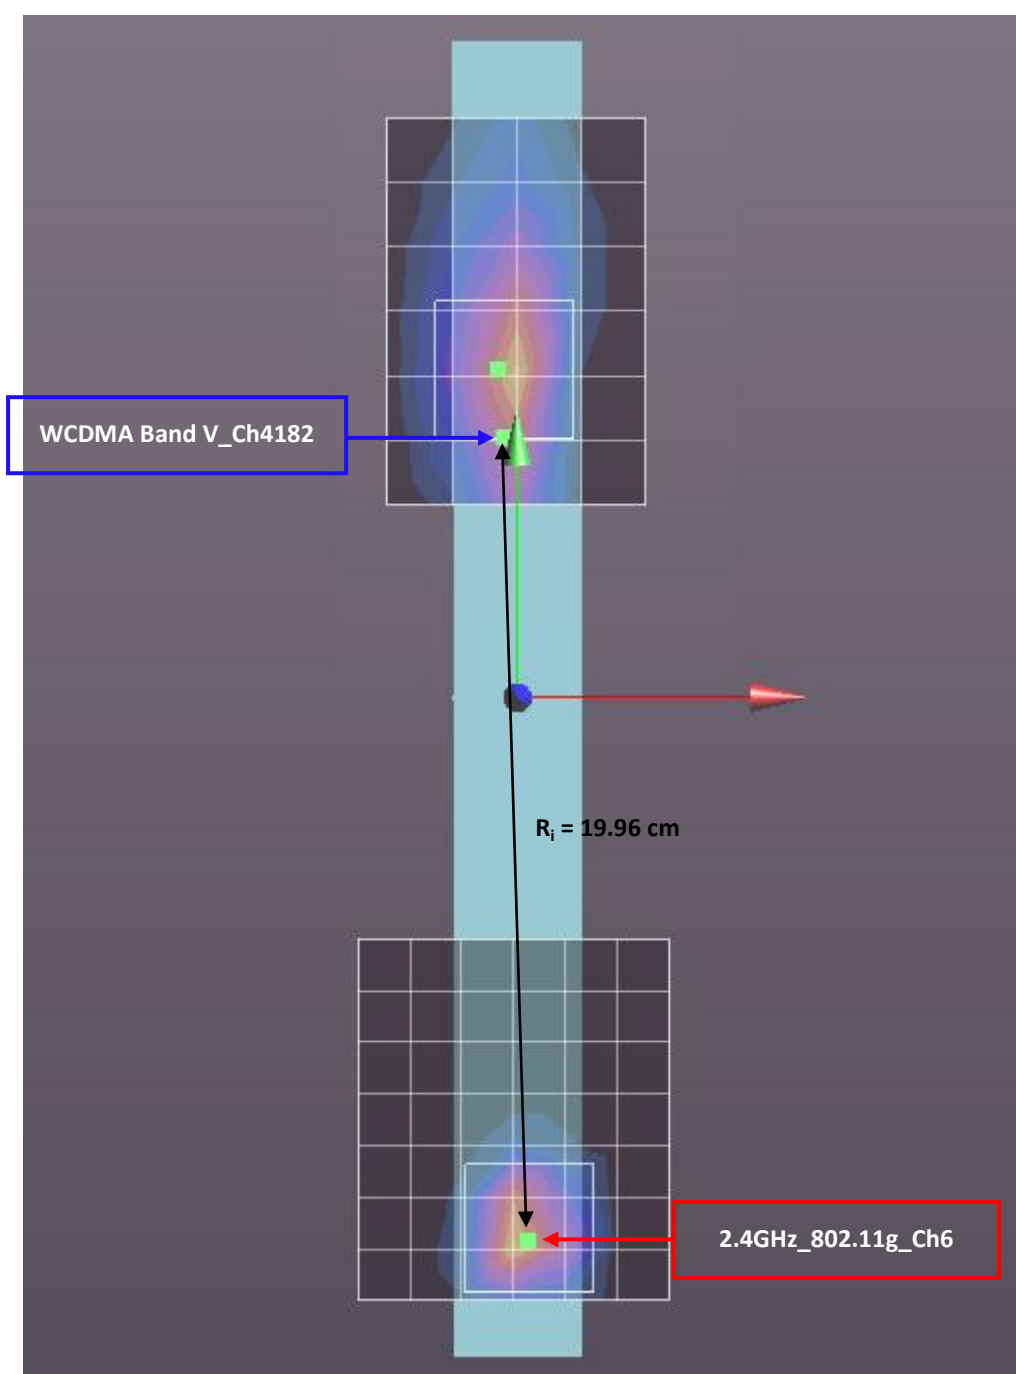 WCDMA Band V_Ch4182
Rᵢ = 19.96 cm
2.4GHz_802.11g_Ch6